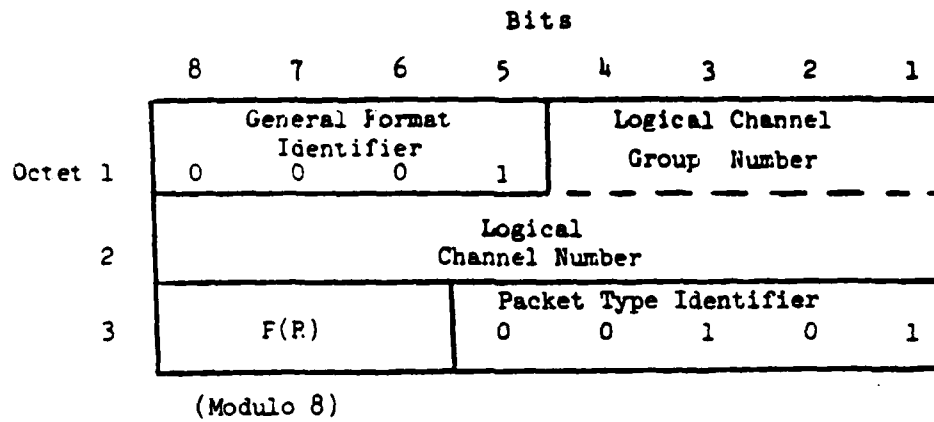 Bits
8 7 6 5 4 3 2 1
General Format Logical Channel
Identifier Group Number
Octet 1 0 0 0 1
Logical
2 Channel Number
Packet Type Identifier
3 F(R) 0 0 1 0 1
(Modulo 8)